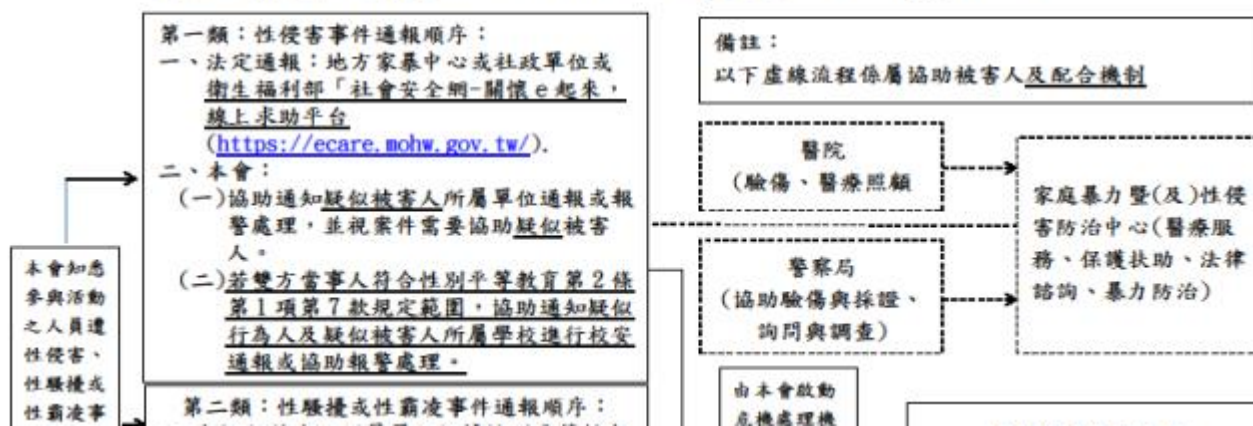 第一類：性侵害事件通報順序：
一、法定通報：地方家暴中心或社政單位或
衛生福利部「社會安全網-關懷 e 起來，
線上求助平台
(https://ecare.mohw.gov.tw/).
二、本會：
(一)協助通知疑似被害人所屬單位通報或報
警處理，並視案件需要協助疑似被害
人。
(二)若雙方當事人符合性別平等教育第 2 條
第 1 項第 7 款規定範圍，協助通知疑似
行為人及疑似被害人所屬學校進行校安
通報或協助報警處理。
備註：
以下虛線流程係屬協助被害人及配合機制
醫院
(驗傷、醫療照顧
警察局
(協助驗傷與採證、
詢問與調查)
家庭暴力暨(及)性侵
害防治中心(醫療服
務、保護扶助、法律
諮詢、暴力防治)
本會知悉
參與活動
之人員遭
性侵害、
性騷擾或
性霸凌事
第二類：性騷擾或性霸凌事件通報順序：
由本會啟動
危機處理機